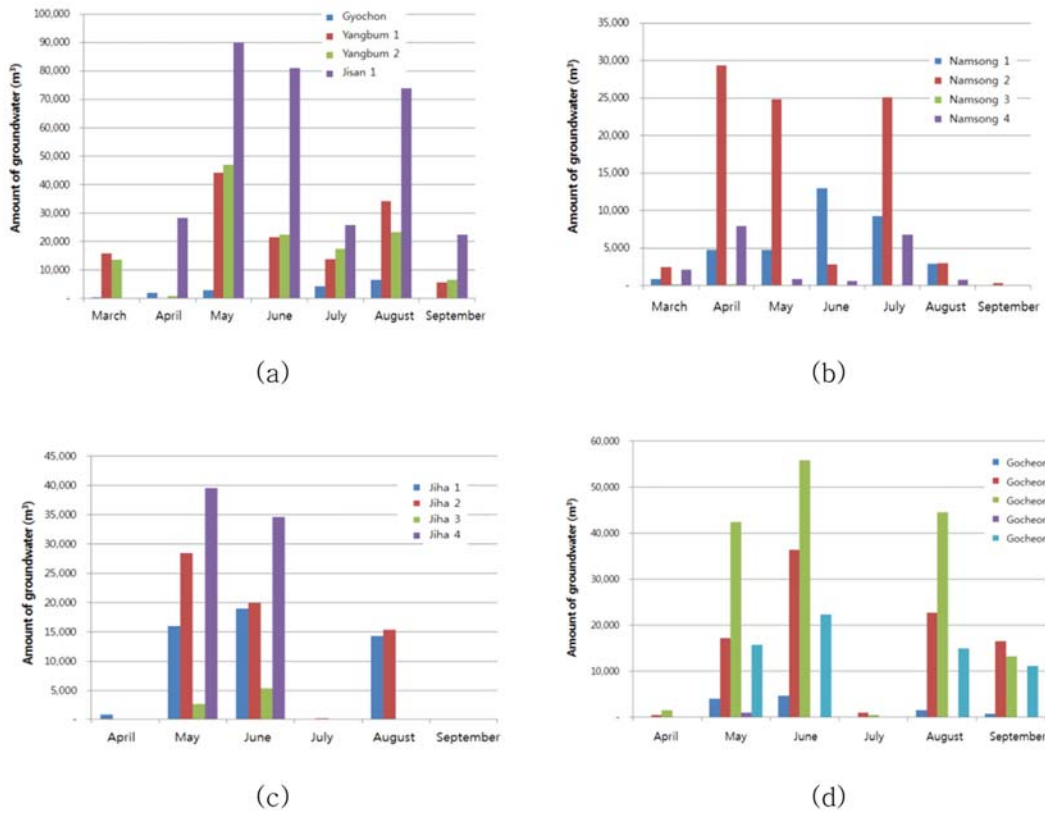 100,000
90,000
80,000
70,000
60,000
50,000
40,000
30,000
20,000
10,000
-
Amount of groundwater (m³)
Gyochon
Yangbum 1
Yangbum 2
Jisan 1
March April May June July August September
(a)
35,000
30,000
25,000
20,000
15,000
10,000
5,000
-
Amount of groundwater (m³)
Namsong 1
Namsong 2
Namsong 3
Namsong 4
March April May June July August September
(b)
45,000
40,000
35,000
30,000
25,000
20,000
15,000
10,000
5,000
-
Amount of groundwater (m³)
Jiha 1
Jiha 2
Jiha 3
Jiha 4
April May June July August September
(c)
60,000
50,000
40,000
30,000
20,000
10,000
-
Amount of groundwater (m³)
Gocheon
Gocheon
Gocheon
Gocheon
Gocheon
April May June July August September
(d)